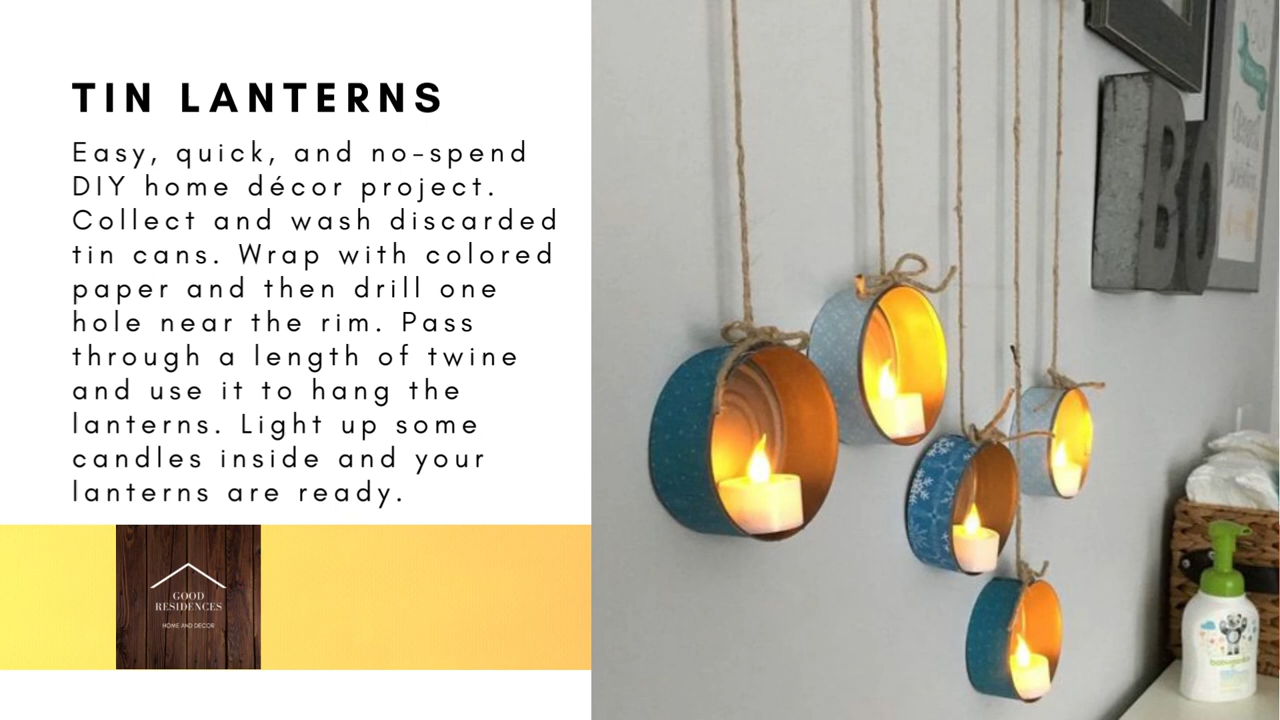 TIN LANTERNS
Easy, quick, and no-spend
DIY home décor project.
Collect and wash discarded
tin cans. Wrap with colored
paper and then drill one
hole near the rim. Pass
through a length of twine
and use it to hang the
lanterns. Light up some
candles inside and your
lanterns are ready.
GOOD
RESIDENCES
HOME AND DECOR
BO
babyganics